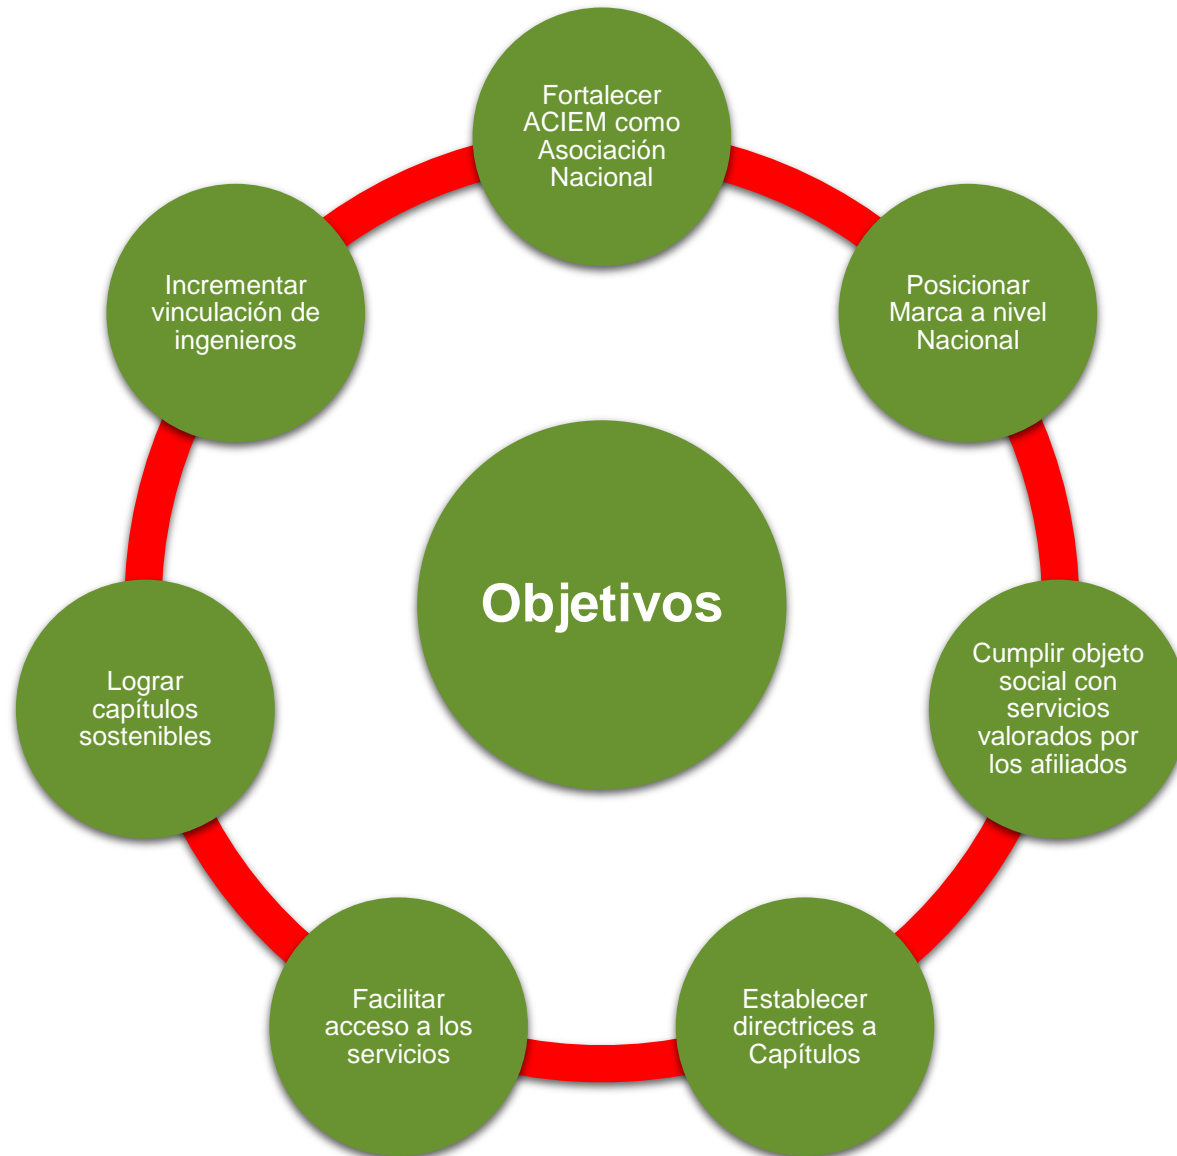 Fortalecer
ACIEM como
Asociación
Nacional
Posicionar
Marca a nivel
Nacional
Cumplir objeto
social con
servicios
valorados por
los afiliados
Establecer
directrices a
Capítulos
Facilitar
acceso a los
servicios
Lograr
capítulos
sostenibles
Incrementar
vinculación de
ingenieros
Objetivos